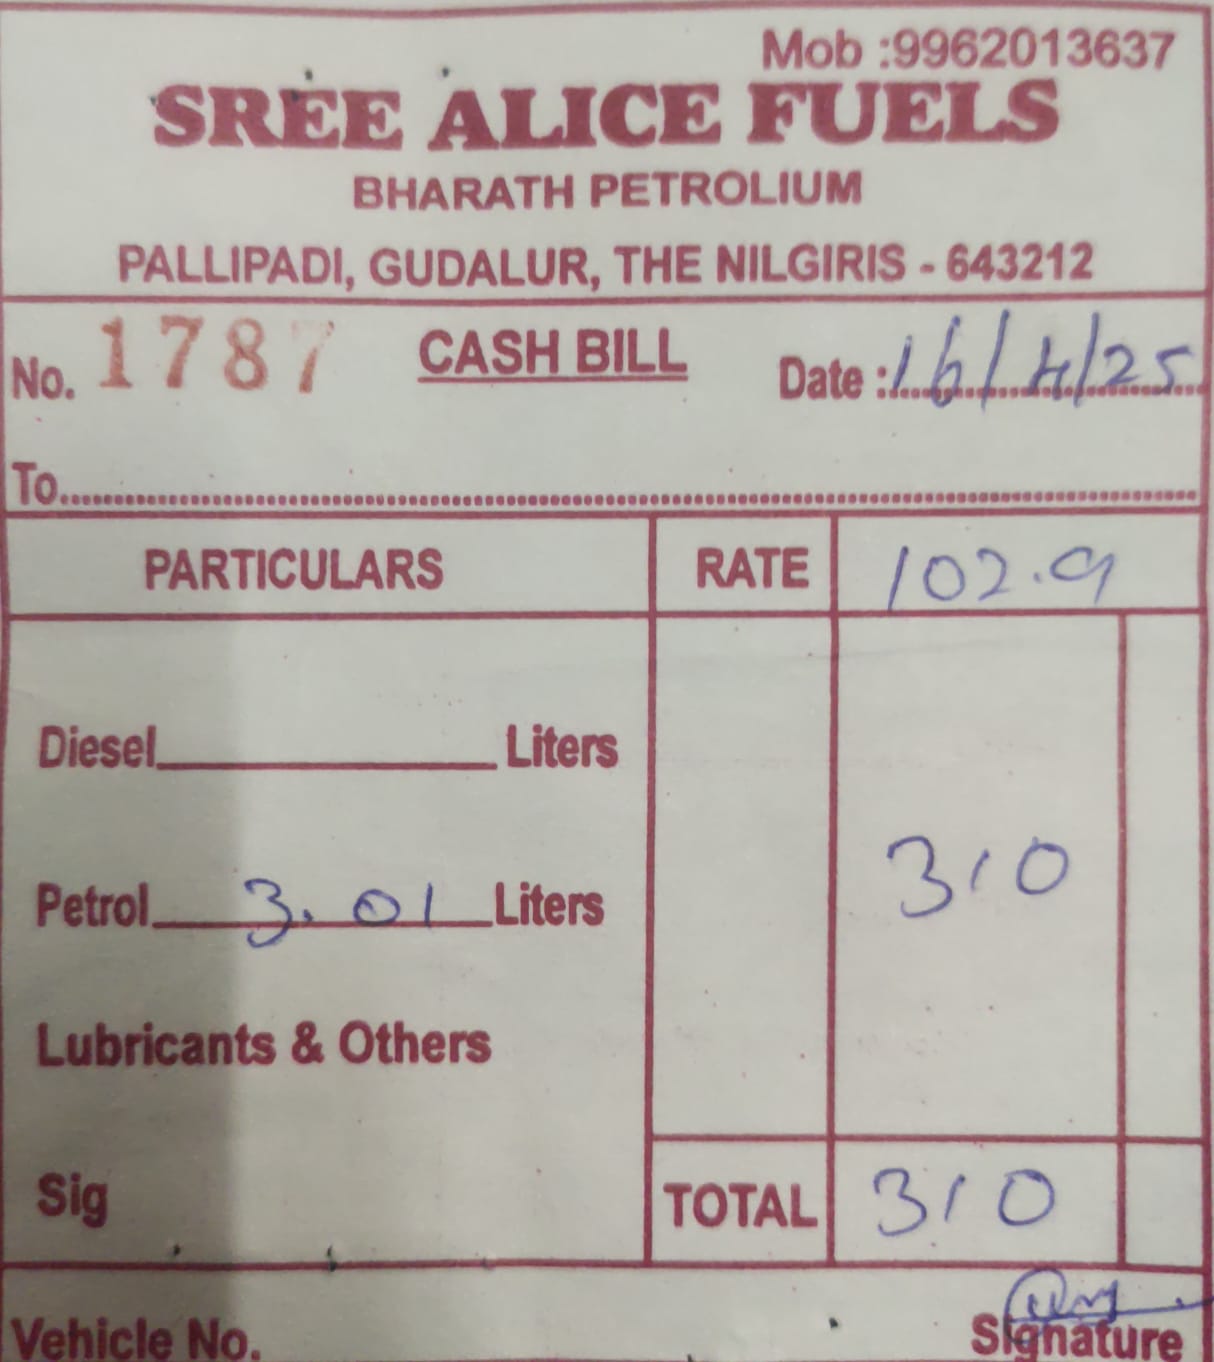 Mob :9962013637
SREE ALICE FUELS
BHARATH PETROLIUM
PALLIPADI, GUDALUR, THE NILGIRIS - 643212
No. 1787 CASH BILL Date : 16/4/25
To
PARTICULARS RATE 102.9
Diesel Liters
Petrol 3.01 Liters 310
Lubricants & Others
Sig TOTAL 310
Vehicle No. Signature